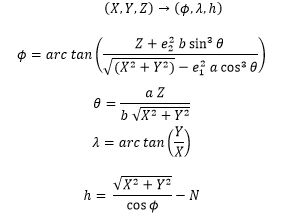 (X, Y, Z) → (ϕ, λ, h)
ϕ = arc tan ( (Z + e₂² b sin³ θ) / (√(X² + Y²) − e₁² a cos³ θ) )
θ = (a Z) / (b √(X² + Y²))
λ = arc tan (Y/X)
h = √(X² + Y²) / cos ϕ − N